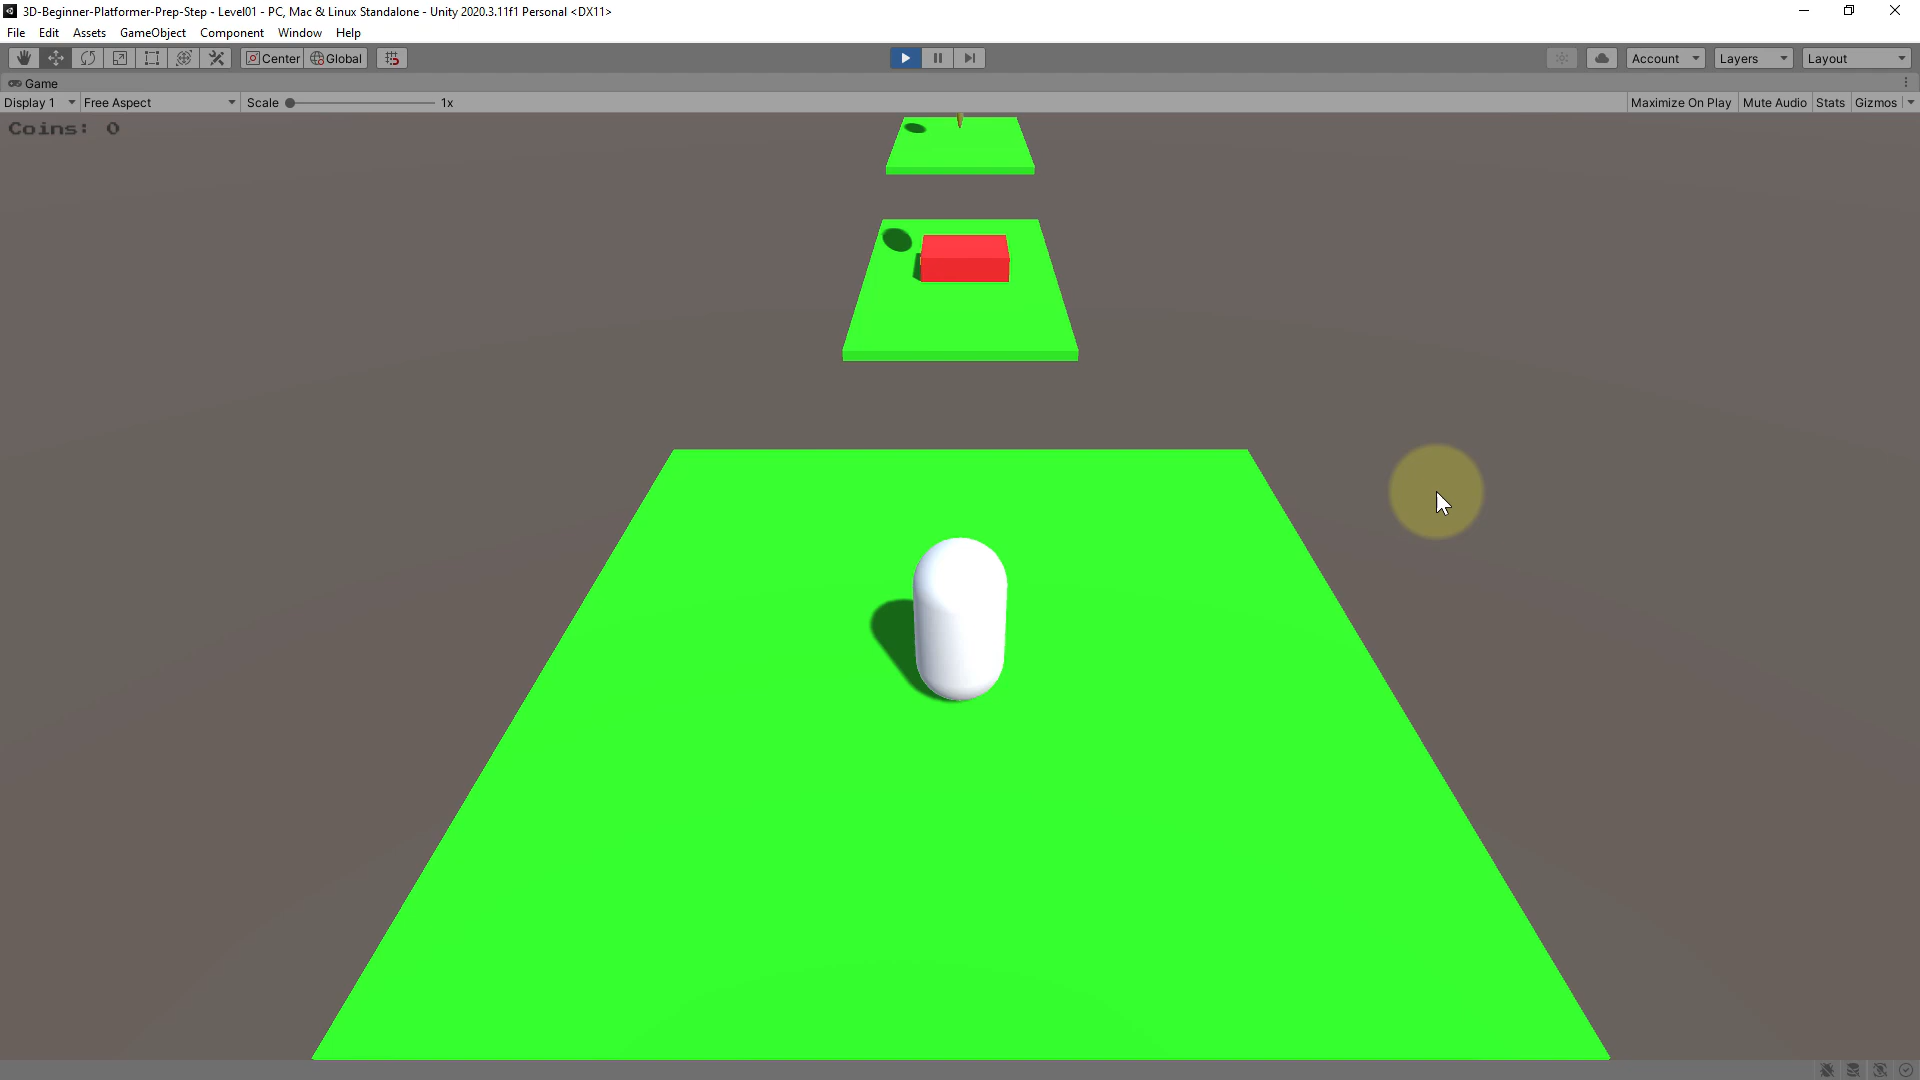 3D-Beginner-Platformer-Prep-Step - Level01 - PC, Mac & Linux Standalone - Unity 2020.3.11f1 Personal <DX11>
File Edit Assets GameObject Component Window Help
Center Global Account Layers Layout
Game
Display 1 Free Aspect Scale 1x Maximize On Play Mute Audio Stats Gizmos
Coins: 0